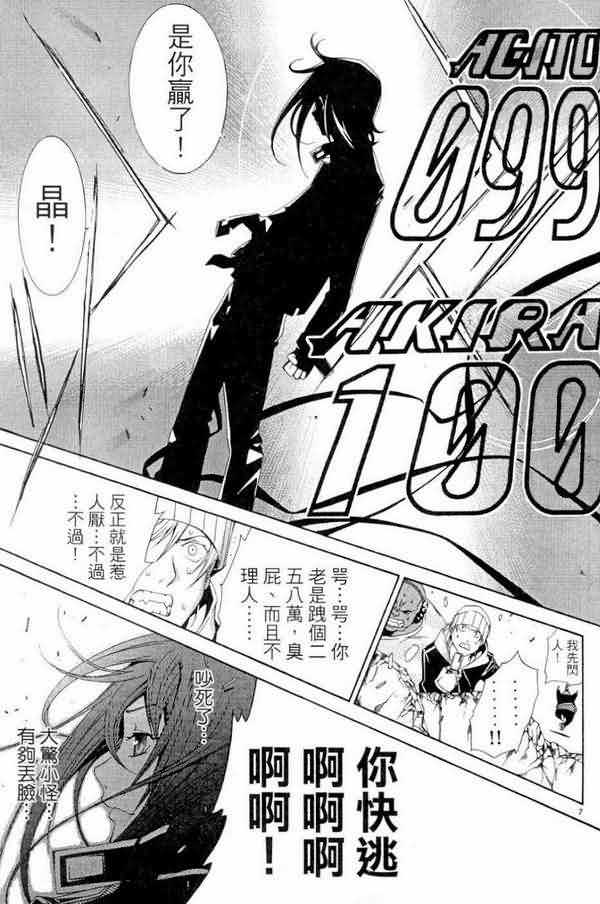 ACITO
099
AKIRA
100
是你贏了！
晶！
我先閃
人！
……！
………
咢…咢…你
老是跩個二
五八萬，臭
屁、而且不
理人……
反正就是惹
人厭…不過
…不過！
你快逃
啊啊啊
啊啊！
吵死了…
大驚小怪…
有夠丟臉…
7